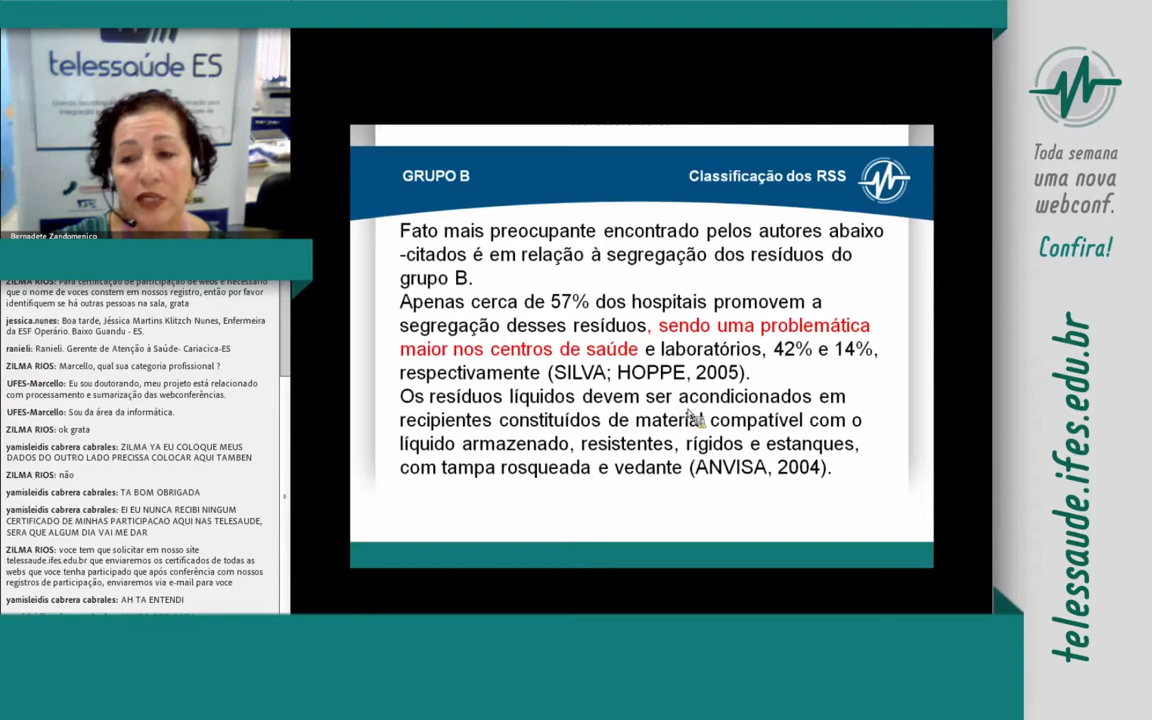 telessaúde ES
Bernadete Zandomenico
ZILMA RIOS: Para certificação de participação de webs é necessário
que o nome de voces constem em nossos registro, então por favor
identifiquem se há outras pessoas na sala, grata
jessica.nunes: Boa tarde, Jéssica Martins Klitzch Nunes, Enfermeira
da ESF Operário. Baixo Guandu - ES.
ranieli: Ranieli. Gerente de Atenção à Saúde- Cariacica-ES
ZILMA RIOS: Marcello, qual sua categoria profissional ?
UFES-Marcello: Eu sou doutorando, meu projeto está relacionado
com processamento e sumarização das webconferências.
UFES-Marcello: Sou da área da informática.
ZILMA RIOS: ok grata
yamisleidis cabrera cabrales: ZILMA YA EU COLOQUE MEUS
DADOS DO OUTRO LADO PRECISSA COLOCAR AQUI TAMBEN
ZILMA RIOS: não
yamisleidis cabrera cabrales: TA BOM OBRIGADA
yamisleidis cabrera cabrales: EI EU NUNCA RECIBI NINGUM
CERTIFICADO DE MINHAS PARTICIPACAO AQUI NAS TELESAUDE,
SERA QUE ALGUM DIA VAI ME DAR
ZILMA RIOS: voce tem que solicitar em nosso site
telessaude.ifes.edu.br que enviaremos os certificados de todas as
webs que voce tenha participado que após conferência com nossos
registros de participação, enviaremos via e-mail para voce
yamisleidis cabrera cabrales: AH TA ENTENDI
GRUPO B
Classificação dos RSS
Fato mais preocupante encontrado pelos autores abaixo
-citados é em relação à segregação dos resíduos do
grupo B.
Apenas cerca de 57% dos hospitais promovem a
segregação desses resíduos, sendo uma problemática
maior nos centros de saúde e laboratórios, 42% e 14%,
respectivamente (SILVA; HOPPE, 2005).
Os resíduos líquidos devem ser acondicionados em
recipientes constituídos de material compatível com o
líquido armazenado, resistentes, rígidos e estanques,
com tampa rosqueada e vedante (ANVISA, 2004).
Toda semana
uma nova
webconf.
Confira!
telessaude.ifes.edu.br